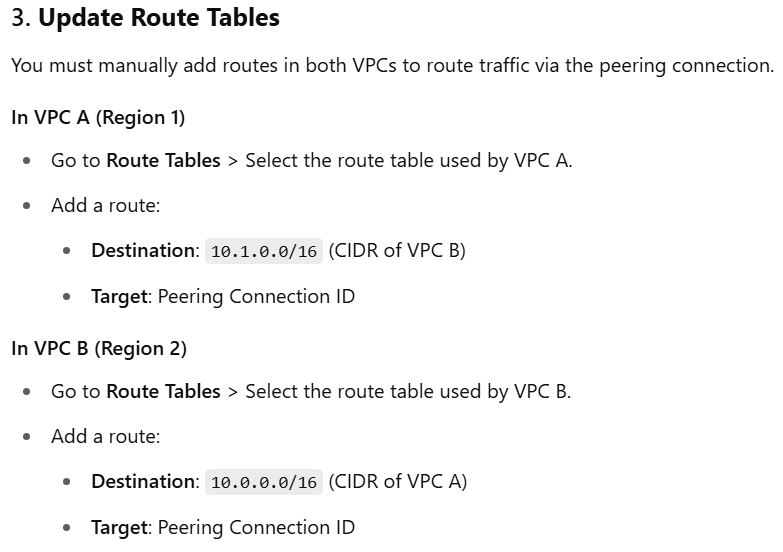 3. Update Route Tables
You must manually add routes in both VPCs to route traffic via the peering connection.
In VPC A (Region 1)
• Go to Route Tables > Select the route table used by VPC A.
• Add a route:
• Destination: 10.1.0.0/16 (CIDR of VPC B)
• Target: Peering Connection ID
In VPC B (Region 2)
• Go to Route Tables > Select the route table used by VPC B.
• Add a route:
• Destination: 10.0.0.0/16 (CIDR of VPC A)
• Target: Peering Connection ID